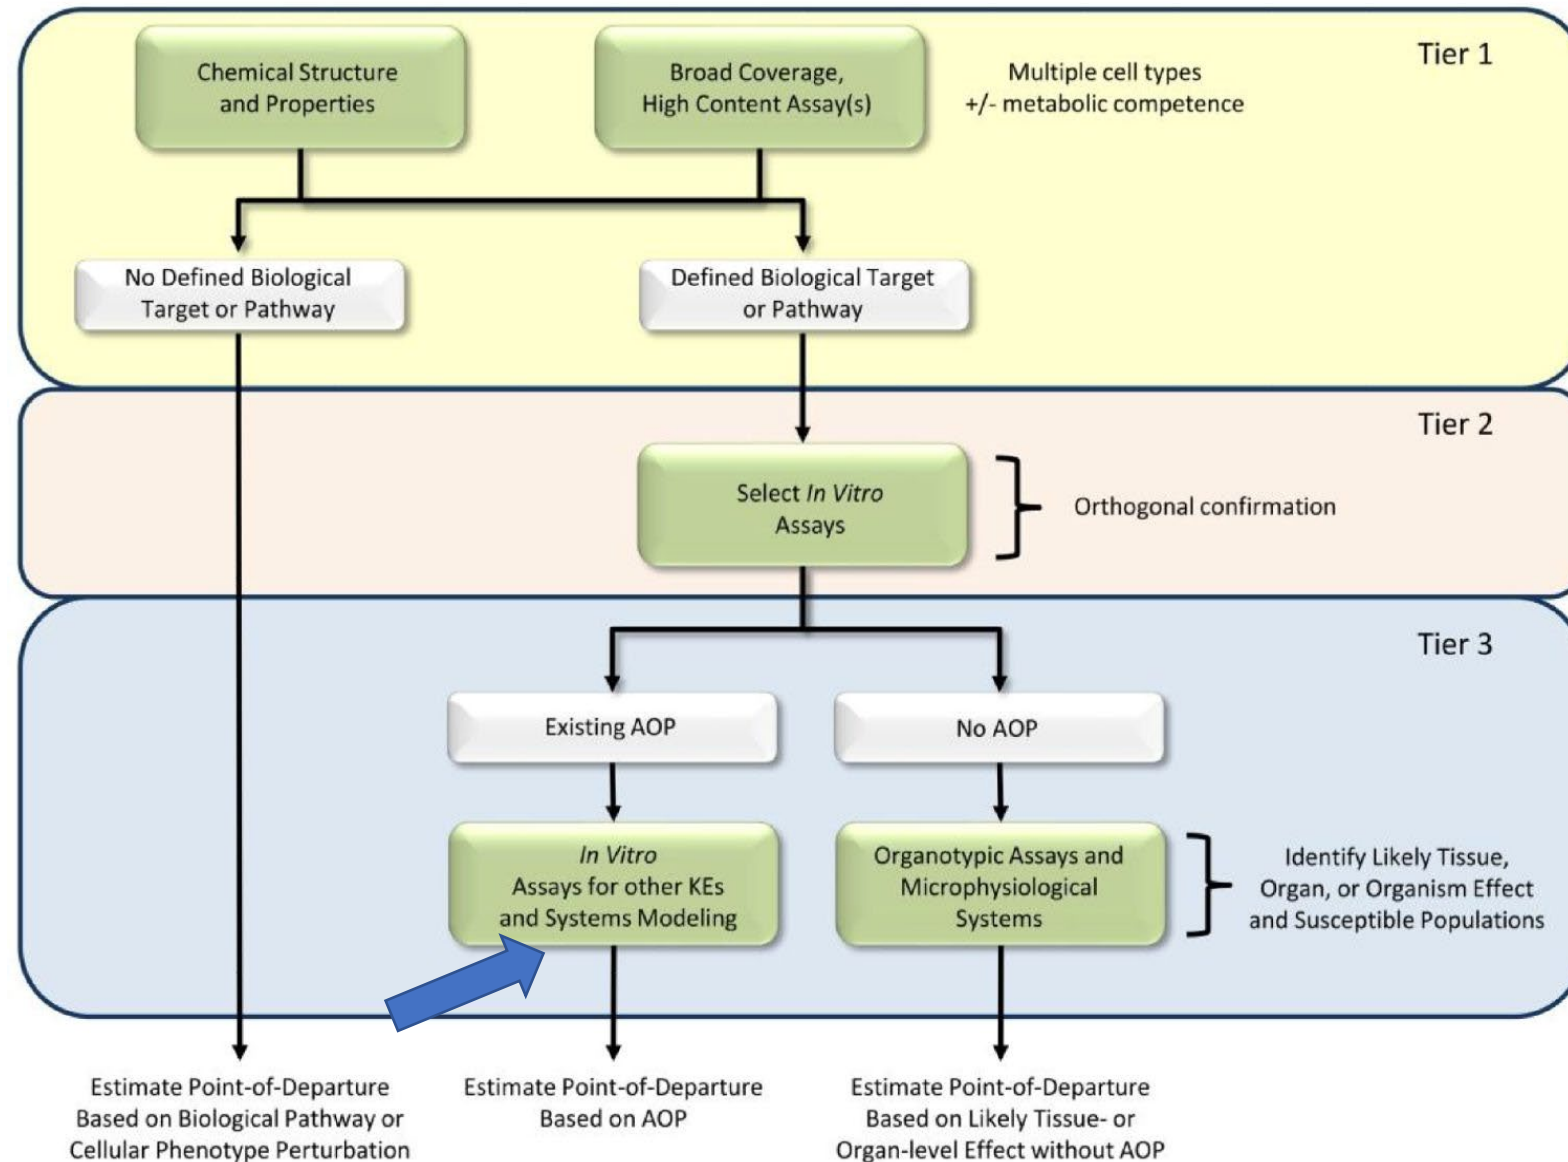 Tier 1
Chemical Structure
and Properties
Broad Coverage,
High Content Assay(s)
Multiple cell types
+/- metabolic competence
No Defined Biological
Target or Pathway
Defined Biological Target
or Pathway
Tier 2
Select In Vitro
Assays
Orthogonal confirmation
Tier 3
Existing AOP
No AOP
In Vitro
Assays for other KEs
and Systems Modeling
Organotypic Assays and
Microphysiological
Systems
Identify Likely Tissue,
Organ, or Organism Effect
and Susceptible Populations
Estimate Point-of-Departure
Based on Biological Pathway or
Cellular Phenotype Perturbation
Estimate Point-of-Departure
Based on AOP
Estimate Point-of-Departure
Based on Likely Tissue- or
Organ-level Effect without AOP